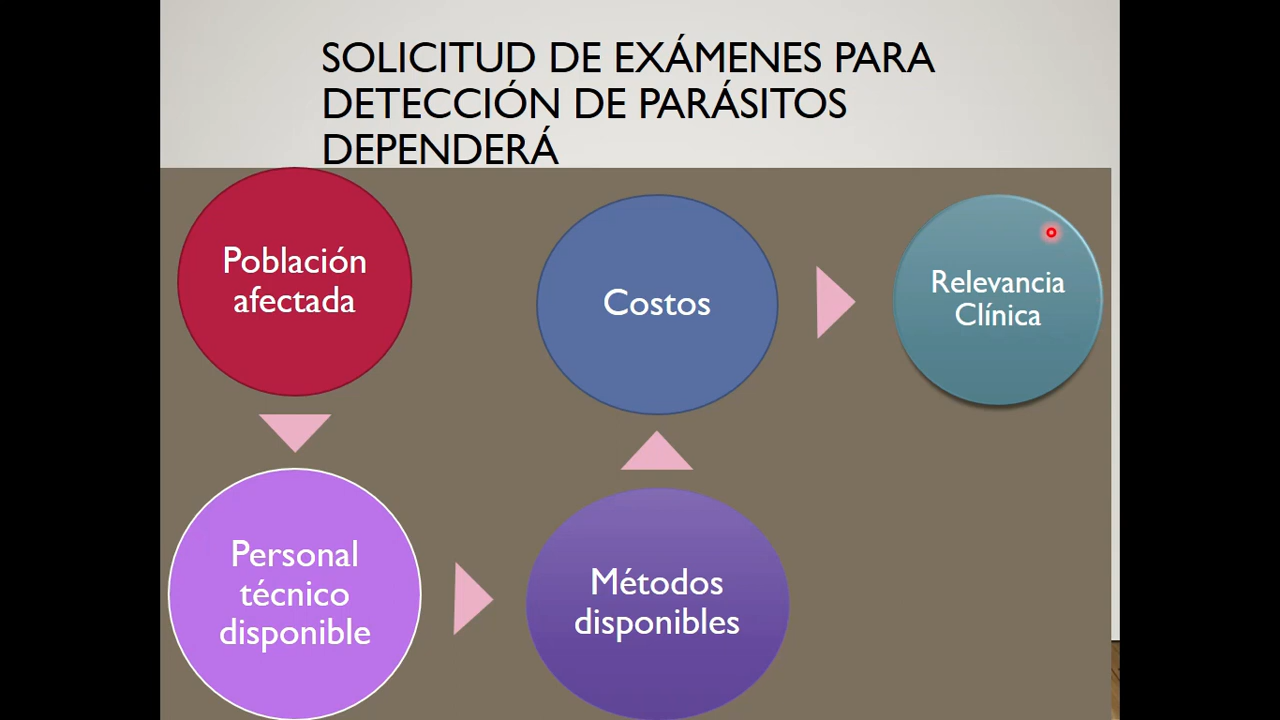 SOLICITUD DE EXÁMENES PARA
DETECCIÓN DE PARÁSITOS
DEPENDERÁ
Población
afectada
Personal
técnico
disponible
Métodos
disponibles
Costos
Relevancia
Clínica